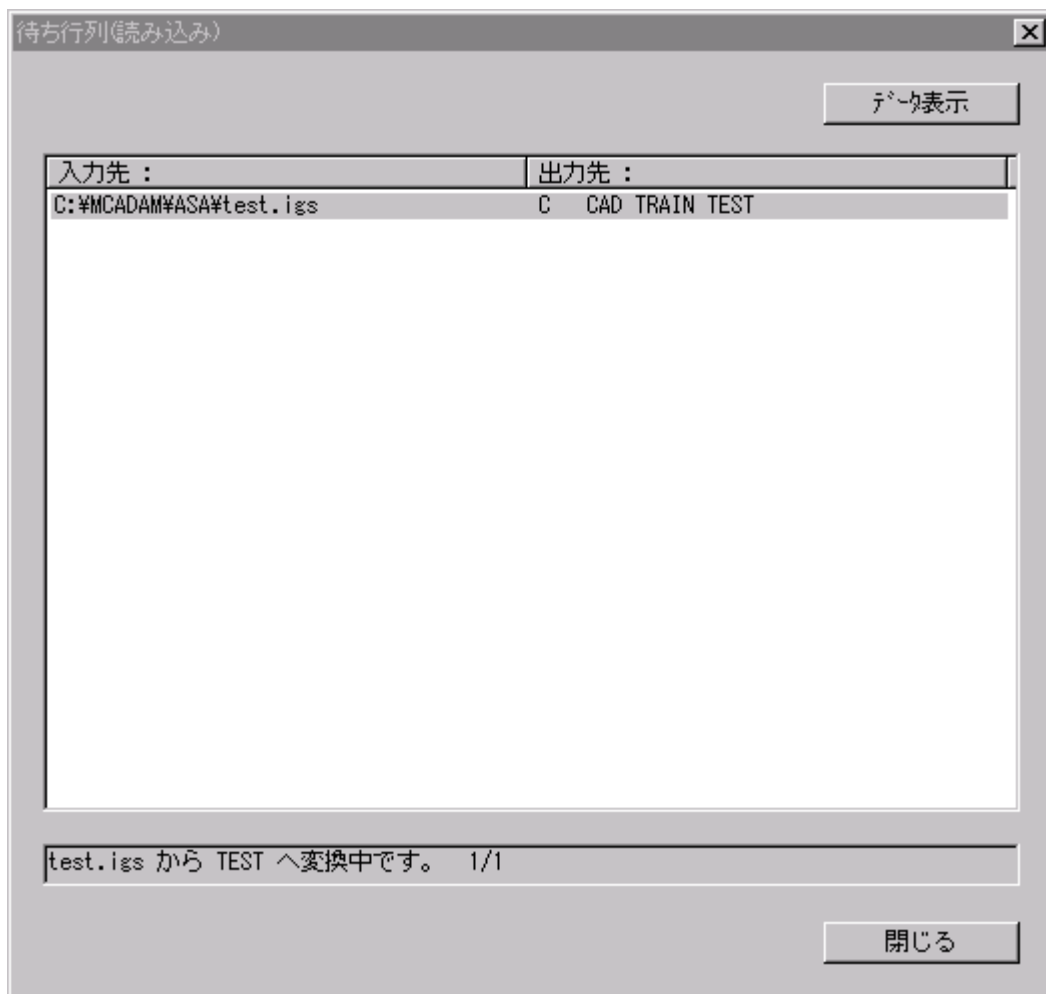 待ち行列(読み込み)
ﾃﾞｰﾀ表示
入力先： 出力先：
C:¥MCADAM¥ASA¥test.igs C CAD TRAIN TEST
test.igs から TEST へ変換中です。 1/1
閉じる